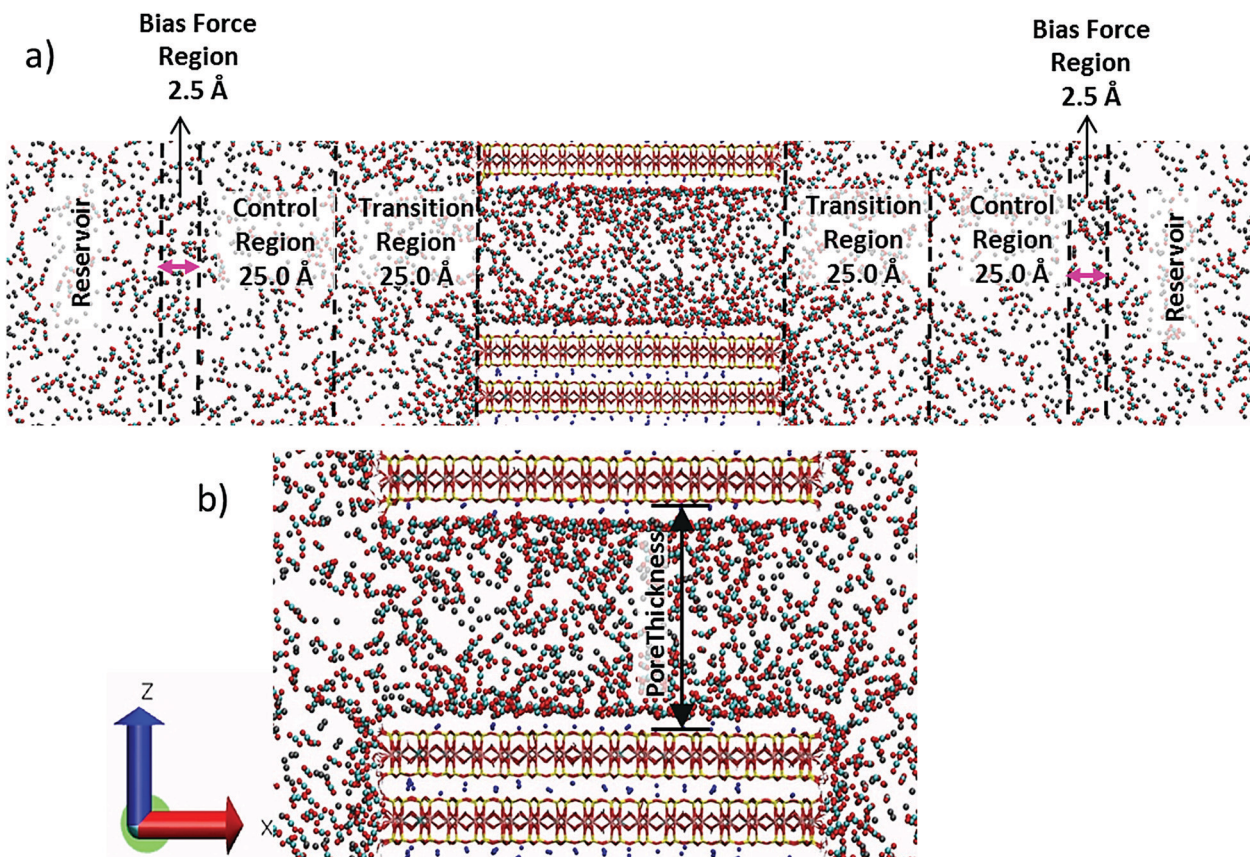 a)
Bias Force
Region
2.5 Å
Bias Force
Region
2.5 Å
Reservoir
Control
Region
25.0 Å
Transition
Region
25.0 Å
Transition
Region
25.0 Å
Control
Region
25.0 Å
Reservoir
b)
PoreThickness
Z
X